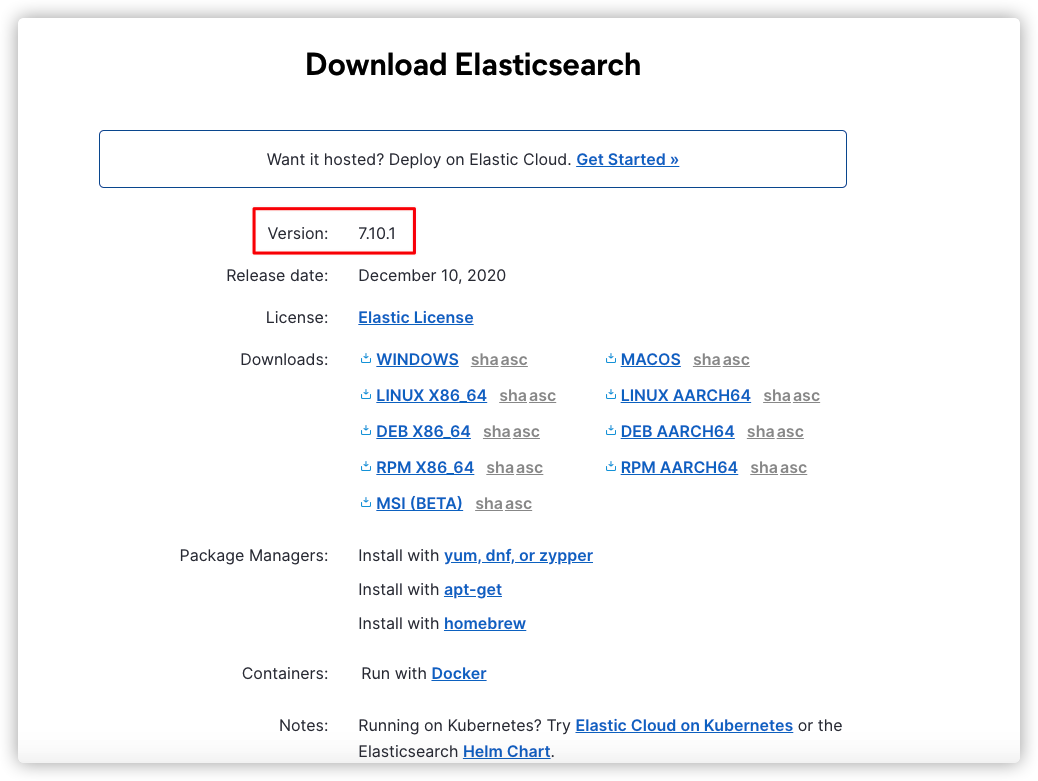 Download Elasticsearch
Want it hosted? Deploy on Elastic Cloud. Get Started »
Version: 7.10.1
Release date: December 10, 2020
License: Elastic License
Downloads: WINDOWS sha asc MACOS sha asc
LINUX X86_64 sha asc LINUX AARCH64 sha asc
DEB X86_64 sha asc DEB AARCH64 sha asc
RPM X86_64 sha asc RPM AARCH64 sha asc
MSI (BETA) sha asc
Package Managers: Install with yum, dnf, or zypper
Install with apt-get
Install with homebrew
Containers: Run with Docker
Notes: Running on Kubernetes? Try Elastic Cloud on Kubernetes or the
Elasticsearch Helm Chart.